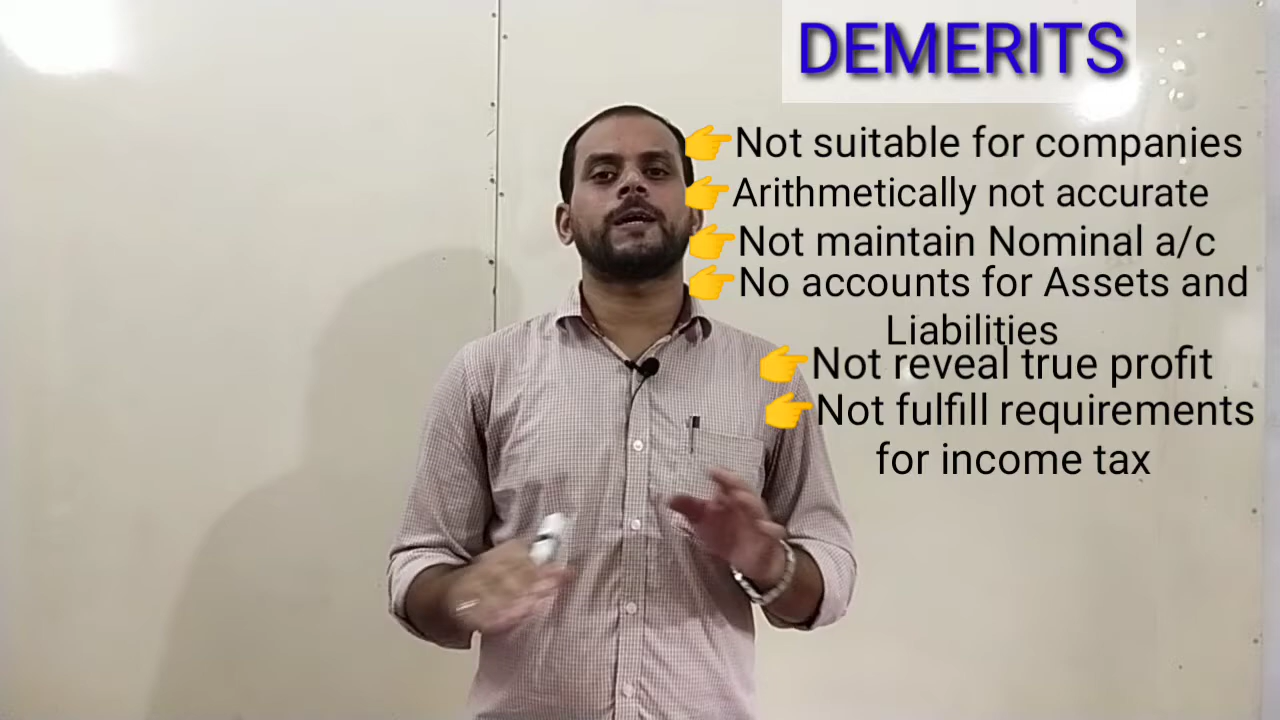 DEMERITS
👉Not suitable for companies
👉Arithmetically not accurate
👉Not maintain Nominal a/c
👉No accounts for Assets and
Liabilities
👉Not reveal true profit
👉Not fulfill requirements
for income tax